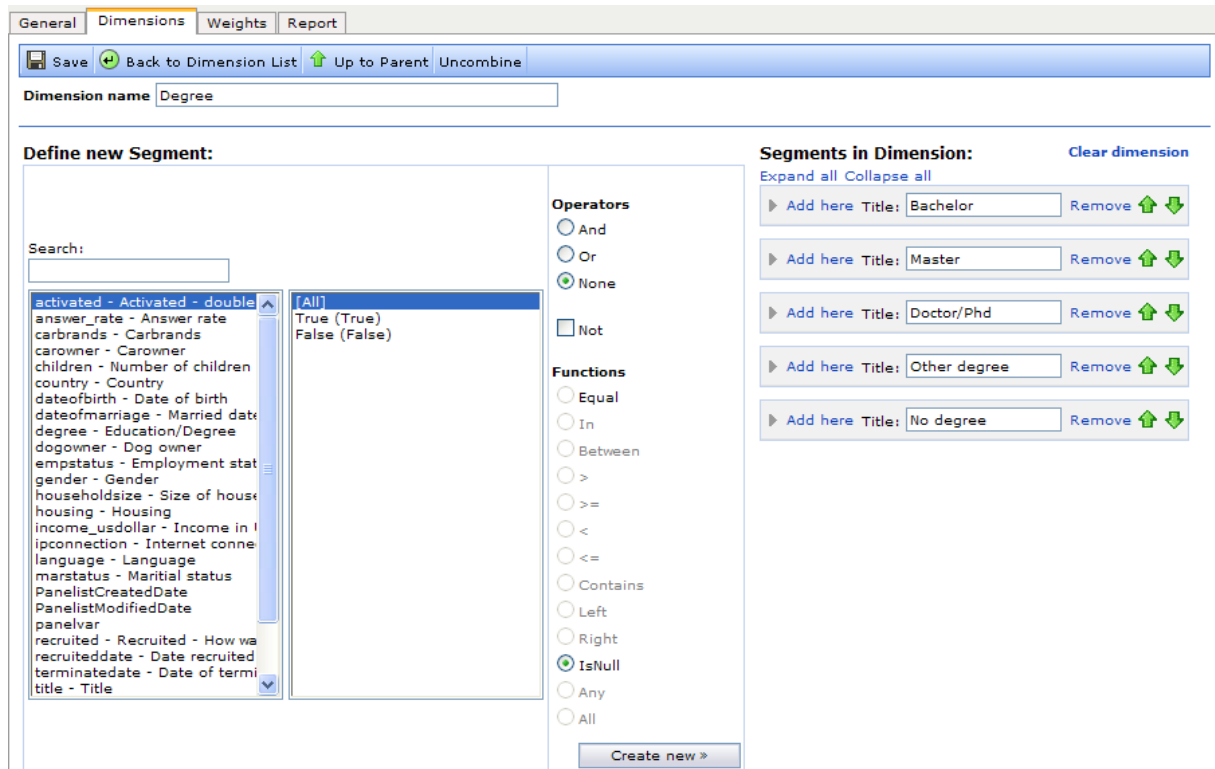 General Dimensions Weights Report
Save Back to Dimension List Up to Parent Uncombine
Dimension name Degree
Define new Segment:
Search:
activated - Activated - double
answer_rate - Answer rate
carbrands - Carbrands
carowner - Carowner
children - Number of children
country - Country
dateofbirth - Date of birth
dateofmarriage - Married date
degree - Education/Degree
dogowner - Dog owner
empstatus - Employment stat
gender - Gender
householdsize - Size of house
housing - Housing
income_usdollar - Income in
ipconnection - Internet conne
language - Language
marstatus - Maritial status
PanelistCreatedDate
PanelistModifiedDate
panelvar
recruited - Recruited - How wa
recruiteddate - Date recruited
terminatedate - Date of termi
title - Title
[All]
True (True)
False (False)
Operators
And
Or
None
Not
Functions
Equal
In
Between
>
>=
<
<=
Contains
Left
Right
IsNull
Any
All
Create new »
Segments in Dimension: Clear dimension
Expand all Collapse all
Add here Title: Bachelor Remove
Add here Title: Master Remove
Add here Title: Doctor/Phd Remove
Add here Title: Other degree Remove
Add here Title: No degree Remove